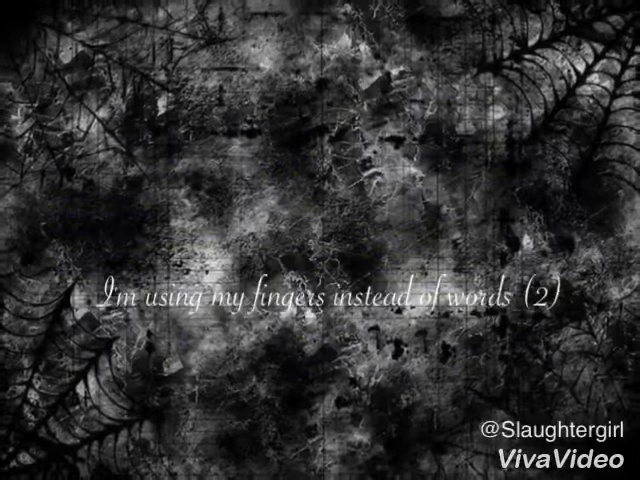 I'm using my fingers instead of words (2)
@Slaughtergirl
VivaVideo